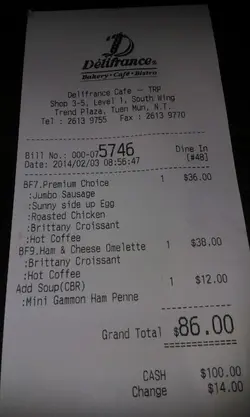 Délifrance
Bakery • Café • Bistro
Delifrance Cafe - TRP
Shop 3-5, Level 1, South Wing
Trend Plaza, Tuen Mun, N.T.
Tel : 2613 9755 Fax : 2613 9770
Bill No.: 000-075746 Dine In
Date: 2014/02/03 08:56:47 [#48]
BF7.Premium Choice 1 $36.00
:Jumbo Sausage
:Sunny side up Egg
:Roasted Chicken
:Brittany Croissant
:Hot Coffee
BF9.Ham & Cheese Omelette 1 $38.00
:Brittany Croissant
:Hot Coffee
Add Soup(CBR) 1 $12.00
:Mini Gammon Ham Penne
Grand Total $86.00
CASH $100.00
Change $14.00